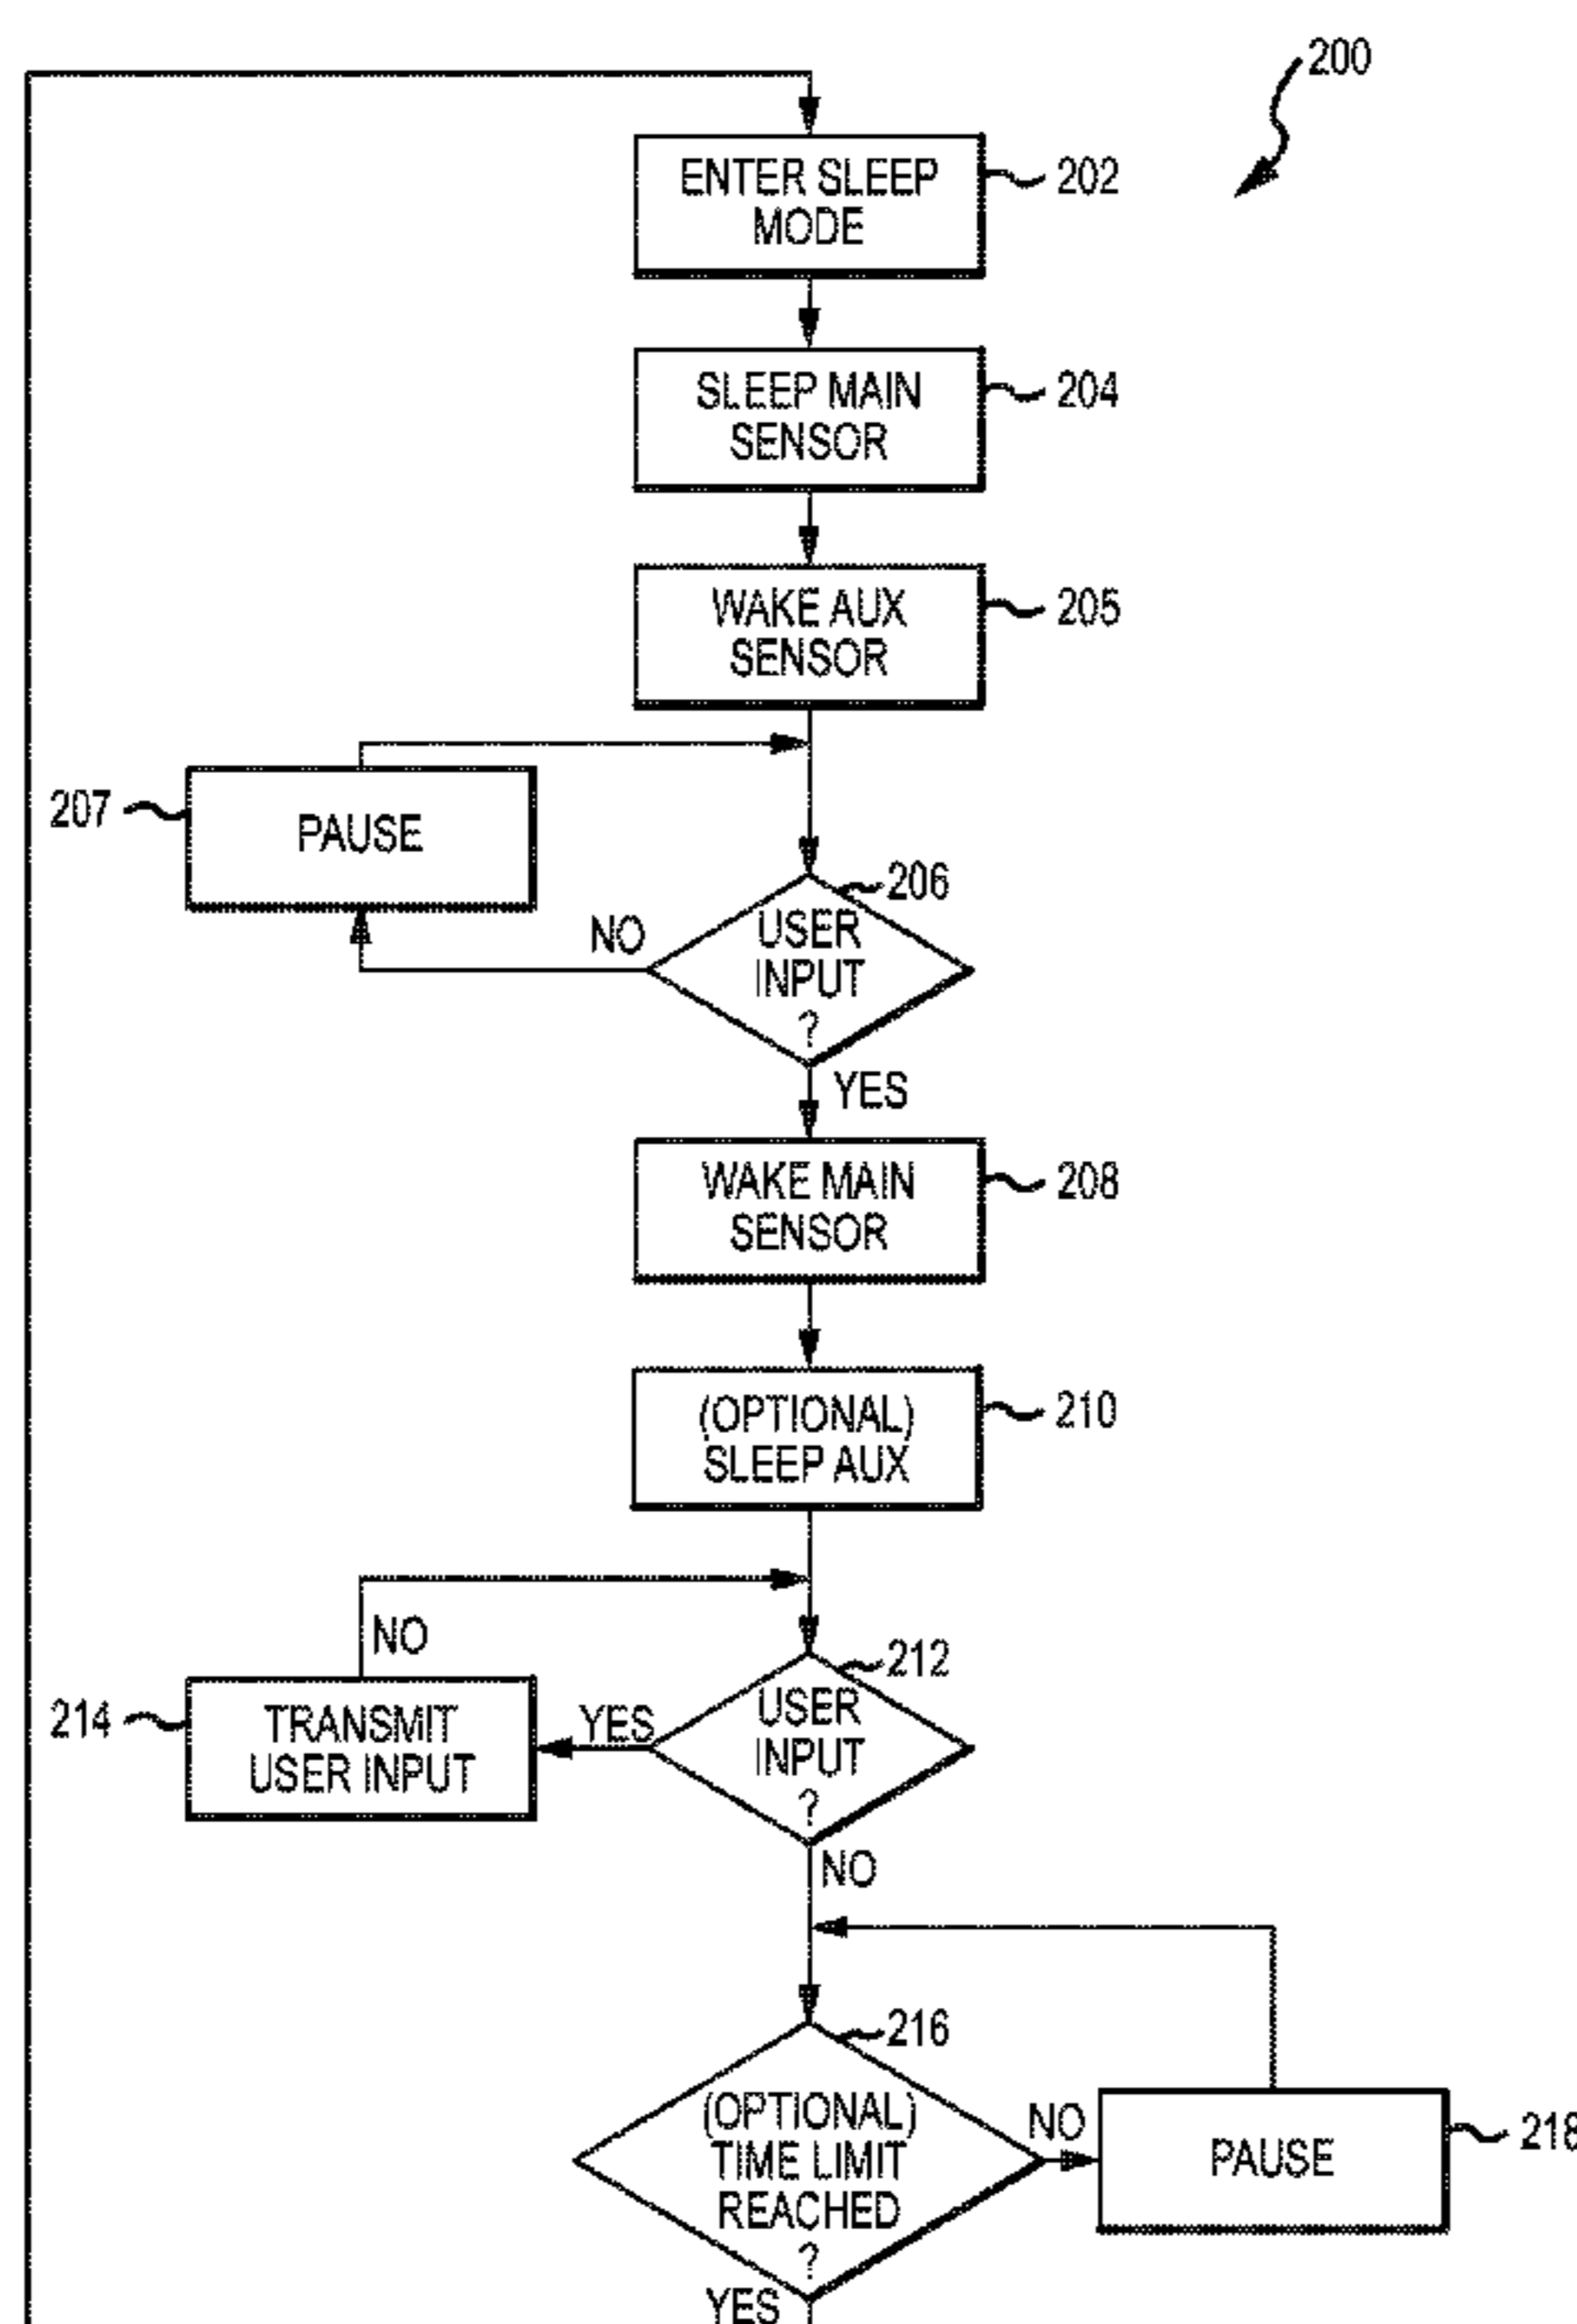 200
ENTER SLEEP
MODE
202
SLEEP MAIN
SENSOR
204
WAKE AUX
SENSOR
205
207
PAUSE
206
USER
INPUT
?
NO
YES
WAKE MAIN
SENSOR
208
(OPTIONAL)
SLEEP AUX
210
NO
212
USER
INPUT
?
YES
214
TRANSMIT
USER INPUT
NO
216
(OPTIONAL)
TIME LIMIT
REACHED
?
NO
PAUSE
218
YES